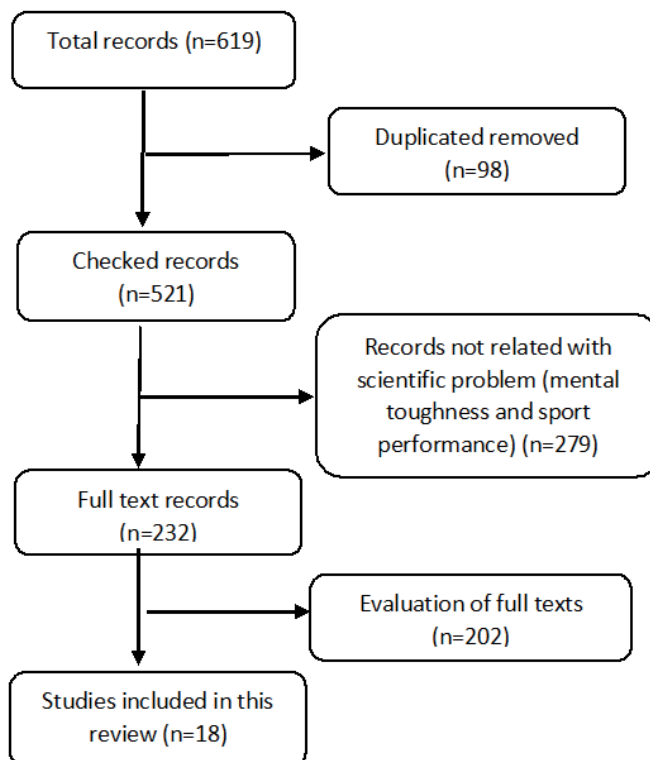 Total records (n=619)
Duplicated removed
(n=98)
Checked records
(n=521)
Records not related with
scientific problem (mental
toughness and sport
performance) (n=279)
Full text records
(n=232)
Evaluation of full texts
(n=202)
Studies included in this
review (n=18)